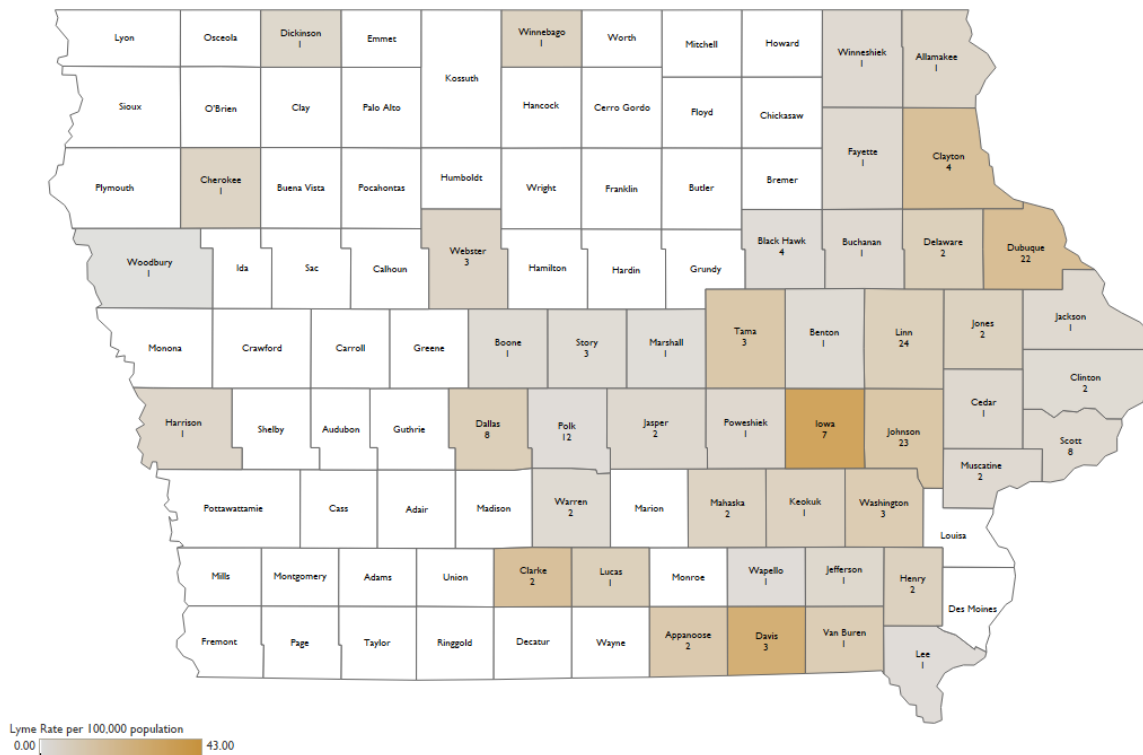 Lyon
Osceola
Dickinson
1
Emmet
Kossuth
Winnebago
1
Worth
Mitchell
Howard
Winneshiek
1
Allamakee
1
Sioux
O'Brien
Clay
Palo Alto
Hancock
Cerro Gordo
Floyd
Chickasaw
Fayette
1
Clayton
4
Plymouth
Cherokee
1
Buena Vista
Pocahontas
Humboldt
Wright
Franklin
Butler
Bremer
Woodbury
1
Ida
Sac
Calhoun
Webster
3
Hamilton
Hardin
Grundy
Black Hawk
4
Buchanan
1
Delaware
2
Dubuque
22
Monona
Crawford
Carroll
Greene
Boone
1
Story
3
Marshall
1
Tama
3
Benton
1
Linn
24
Jones
2
Jackson
1
Clinton
2
Harrison
1
Shelby
Audubon
Guthrie
Dallas
8
Polk
12
Jasper
2
Poweshiek
1
Iowa
7
Johnson
23
Cedar
1
Scott
8
Muscatine
2
Pottawattamie
Cass
Adair
Madison
Warren
2
Marion
Mahaska
2
Keokuk
1
Washington
3
Louisa
Mills
Montgomery
Adams
Union
Clarke
2
Lucas
1
Monroe
Wapello
1
Jefferson
1
Henry
2
Des Moines
Fremont
Page
Taylor
Ringgold
Decatur
Wayne
Appanoose
2
Davis
3
Van Buren
1
Lee
1
Lyme Rate per 100,000 population
0.00 43.00